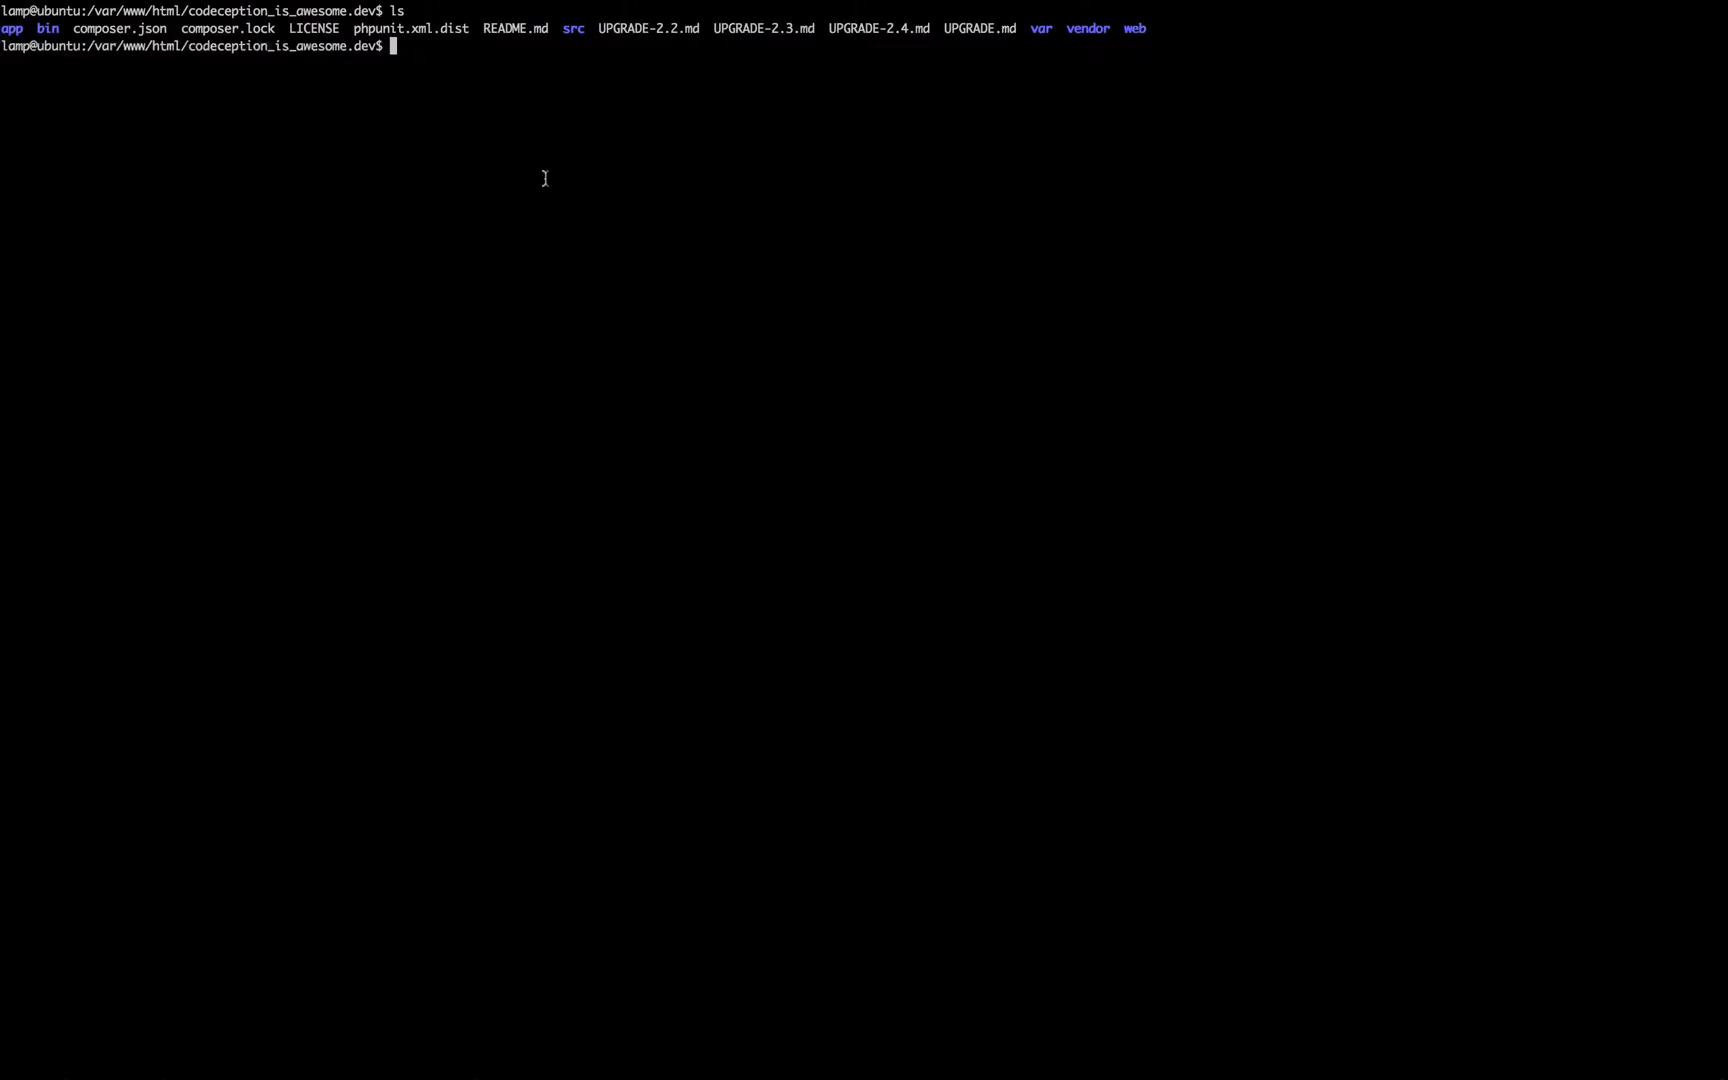 lamp@ubuntu:/var/www/html/codeception_is_awesome.dev$ ls
app  bin  composer.json  composer.lock  LICENSE  phpunit.xml.dist  README.md  src  UPGRADE-2.2.md  UPGRADE-2.3.md  UPGRADE-2.4.md  UPGRADE.md  var  vendor  web
lamp@ubuntu:/var/www/html/codeception_is_awesome.dev$